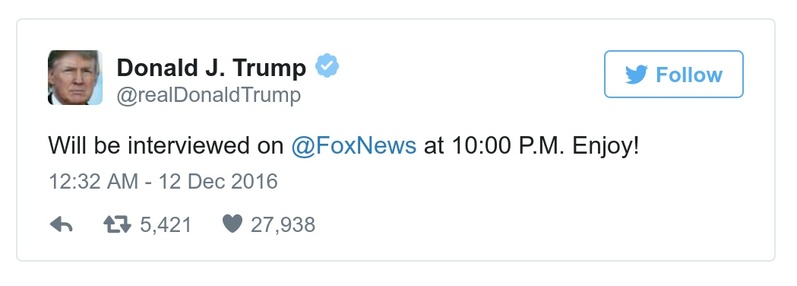 Donald J. Trump
@realDonaldTrump
Follow
Will be interviewed on @FoxNews at 10:00 P.M. Enjoy!
12:32 AM - 12 Dec 2016
5,421 27,938